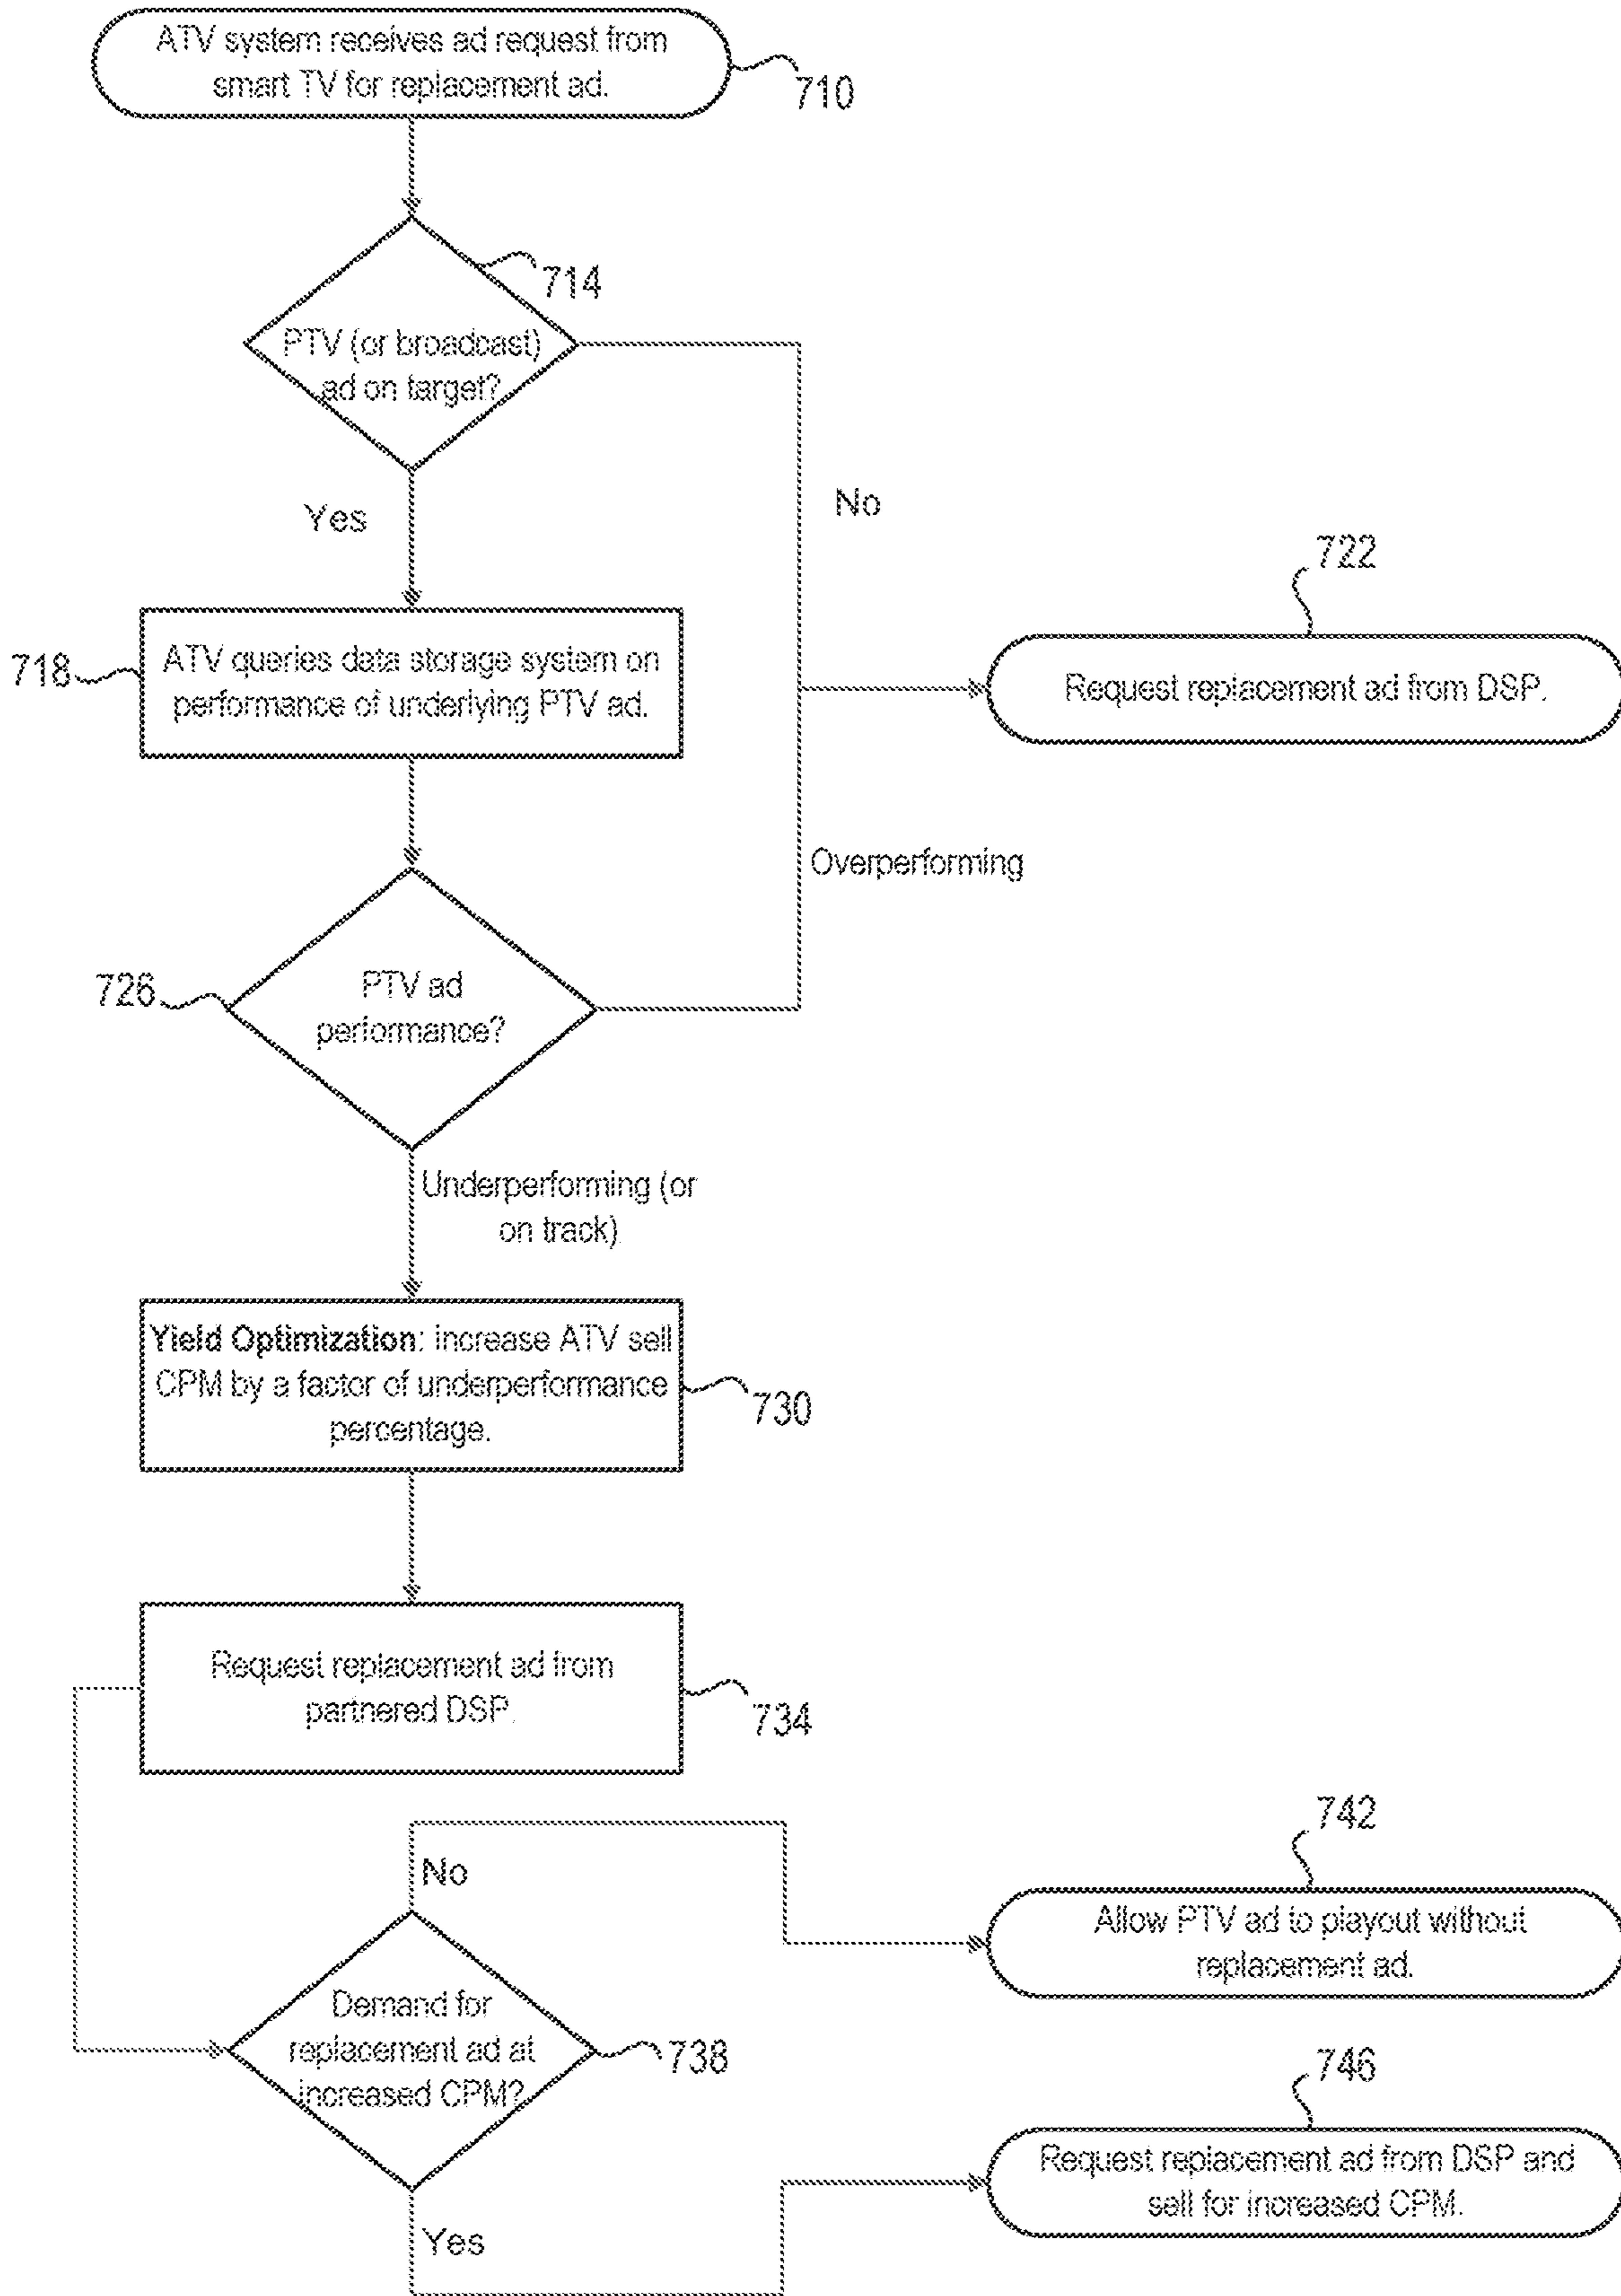 ATV system receives ad request from
smart TV for replacement ad.
710
714
PTV (or broadcast)
ad on target?
Yes
No
722
718
ATV queries data storage system on
performance of underlying PTV ad.
Request replacement ad from DSP.
Overperforming
726
PTV ad
performance?
Underperforming (or
on track)
Yield Optimization: increase ATV sell
CPM by a factor of underperformance
percentage.
730
Request replacement ad from
partnered DSP.
734
742
No
Allow PTV ad to playout without
replacement ad.
Demand for
replacement ad at
increased CPM?
738
746
Request replacement ad from DSP and
sell for increased CPM.
Yes